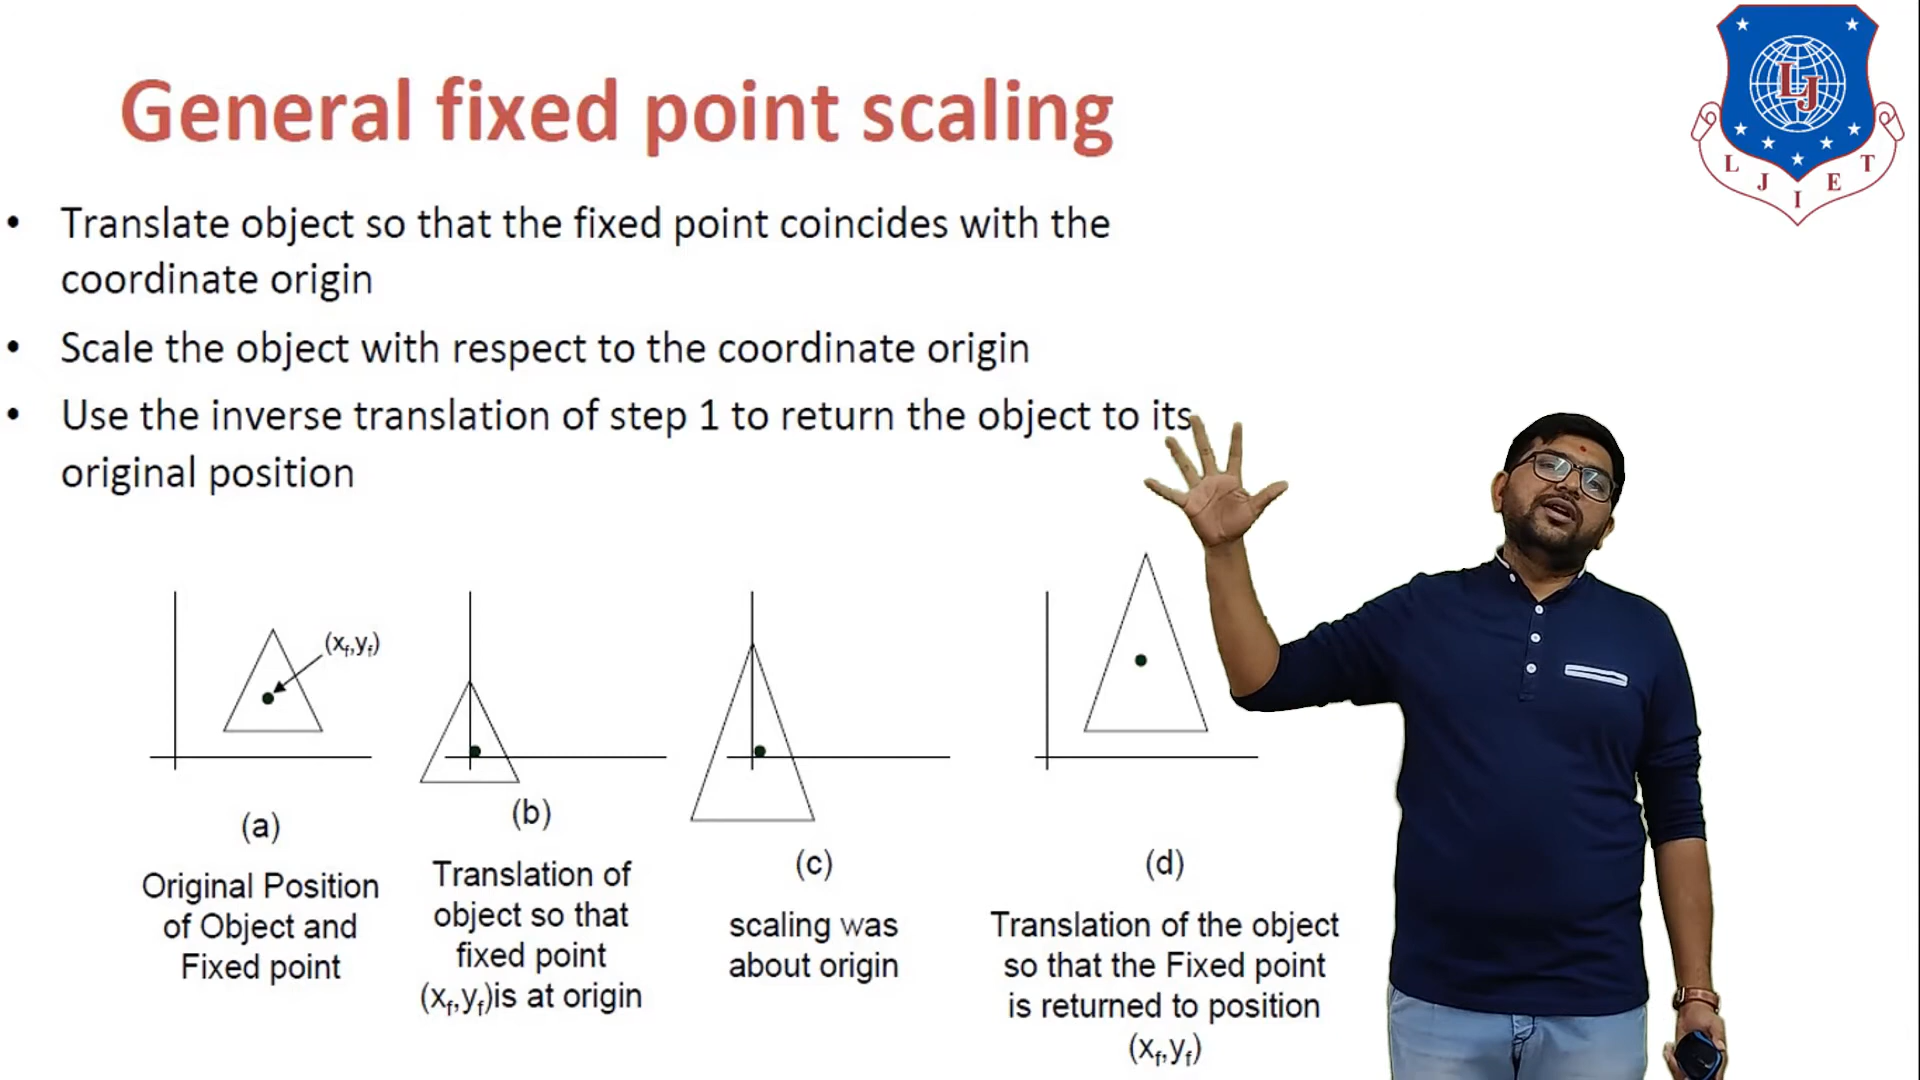 General fixed point scaling
• Translate object so that the fixed point coincides with the
coordinate origin
• Scale the object with respect to the coordinate origin
• Use the inverse translation of step 1 to return the object to its
original position
(xf,yf)
(a)
Original Position
of Object and
Fixed point
(b)
Translation of
object so that
fixed point
(xf,yf)is at origin
(c)
scaling was
about origin
(d)
Translation of the object
so that the Fixed point
is returned to position
(xf,yf)
LJ
L J I E T